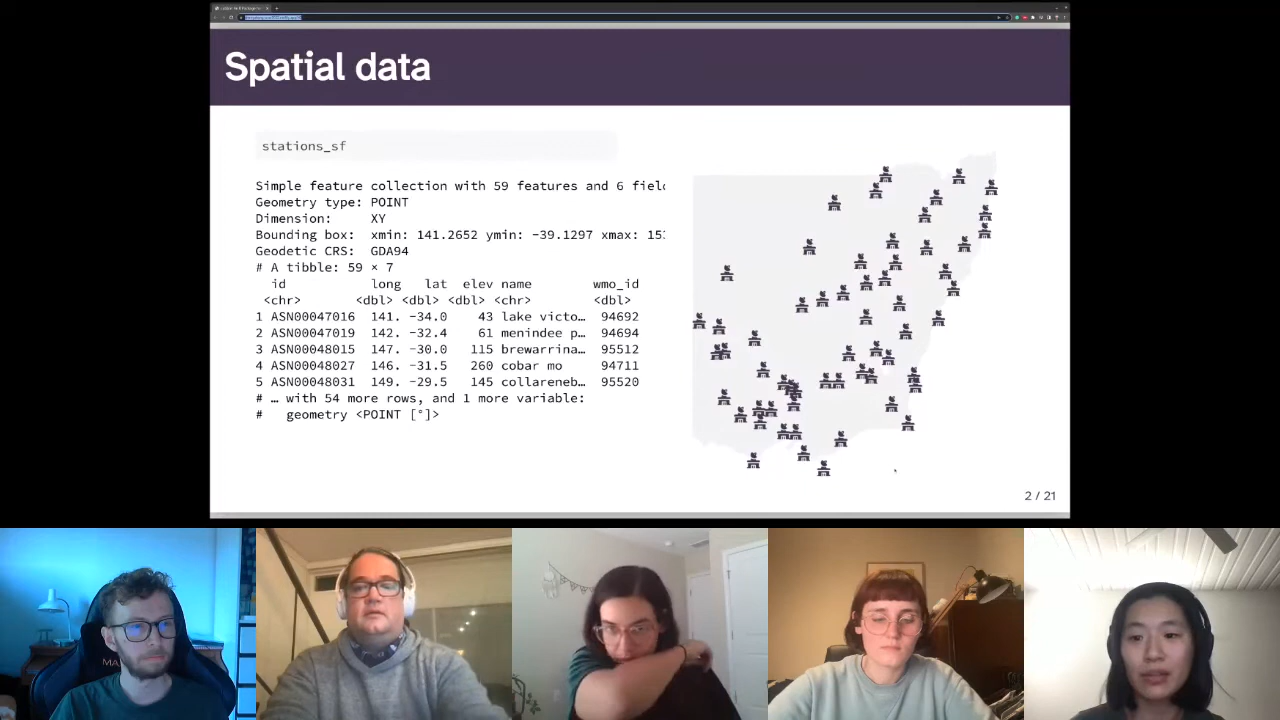 Spatial data
stations_sf
Simple feature collection with 59 features and 6 field
Geometry type: POINT
Dimension:     XY
Bounding box:  xmin: 141.2652 ymin: -39.1297 xmax: 15
Geodetic CRS:  GDA94
# A tibble: 59 × 7
id long lat elev name wmo_id
<chr> <dbl> <dbl> <dbl> <chr> <dbl>
1 ASN00047016 141. -34.0 43 lake victo… 94692
2 ASN00047019 142. -32.4 61 menindee p… 94694
3 ASN00048015 147. -30.0 115 brewarrina… 95512
4 ASN00048027 146. -31.5 260 cobar mo 94711
5 ASN00048031 149. -29.5 145 collareneb… 95520
# … with 54 more rows, and 1 more variable:
#   geometry <POINT [°]>
2 / 21